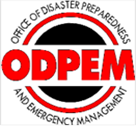 OFFICE OF DISASTER PREPAREDNESS
ODPEM
AND EMERGENCY MANAGEMENT